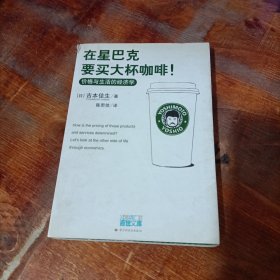 在星巴克
要买大杯咖啡！
价格与生活的经济学
[日] 吉本佳生 著
How is the pricing of those products
and services determined?
Let's look at the other side of life
through economics.
YOSHIMOTO
YOSHIO